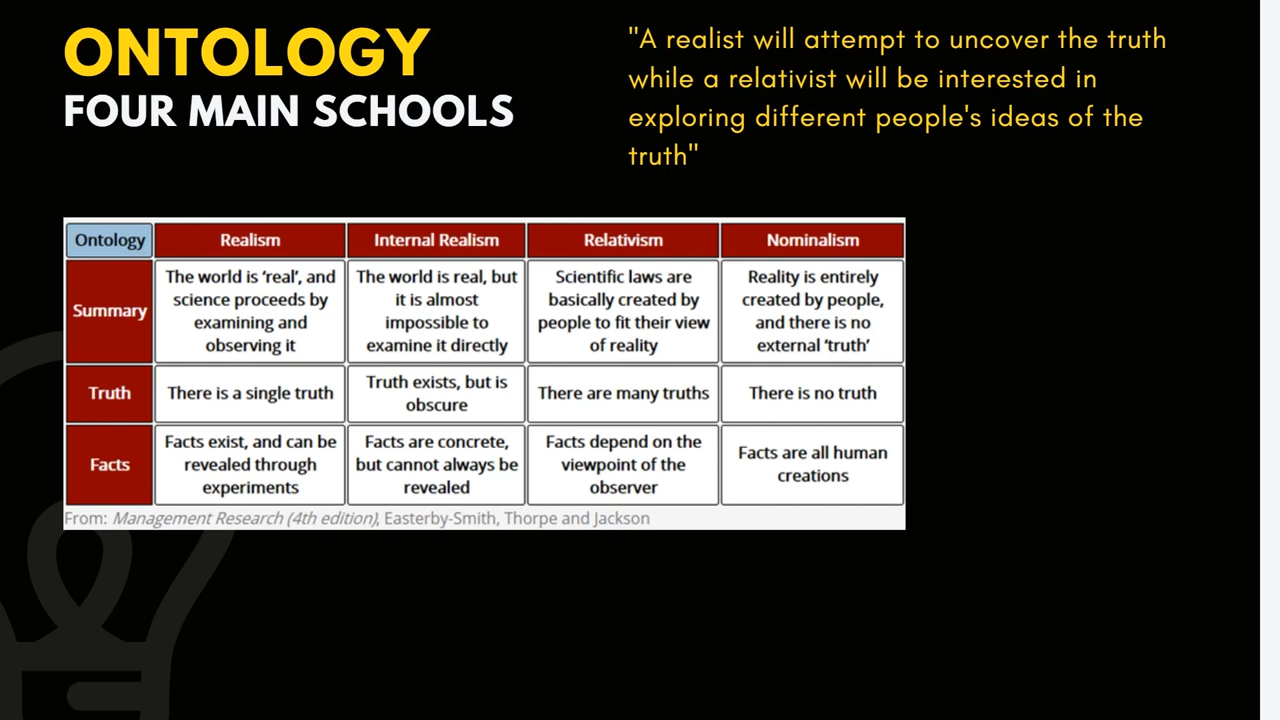 ONTOLOGY
FOUR MAIN SCHOOLS
"A realist will attempt to uncover the truth
while a relativist will be interested in
exploring different people's ideas of the
truth"
Ontology
Realism
Internal Realism
Relativism
Nominalism
Summary
The world is ‘real’, and
science proceeds by
examining and
observing it
The world is real, but
it is almost
impossible to
examine it directly
Scientific laws are
basically created by
people to fit their view
of reality
Reality is entirely
created by people,
and there is no
external ‘truth’
Truth
There is a single truth
Truth exists, but is
obscure
There are many truths
There is no truth
Facts
Facts exist, and can be
revealed through
experiments
Facts are concrete,
but cannot always be
revealed
Facts depend on the
viewpoint of the
observer
Facts are all human
creations
From: Management Research (4th edition), Easterby-Smith, Thorpe and Jackson